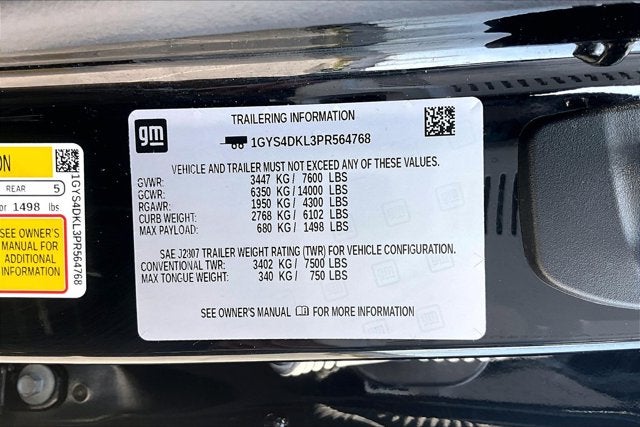 gm
TRAILERING INFORMATION
1GYS4DKL3PR564768
VEHICLE AND TRAILER MUST NOT EXCEED ANY OF THESE VALUES.
GVWR: 3447 KG / 7600 LBS
GCWR: 6350 KG / 14000 LBS
RGAWR: 1950 KG / 4300 LBS
CURB WEIGHT: 2768 KG / 6102 LBS
MAX PAYLOAD: 680 KG / 1498 LBS
SAE J2807 TRAILER WEIGHT RATING (TWR) FOR VEHICLE CONFIGURATION.
CONVENTIONAL TWR: 3402 KG / 7500 LBS
MAX TONGUE WEIGHT: 340 KG / 750 LBS
SEE OWNER'S MANUAL FOR MORE INFORMATION
ON
REAR 5
or 1498 lbs
SEE OWNER'S
MANUAL FOR
ADDITIONAL
INFORMATION
1GYS4DKL3PR564768